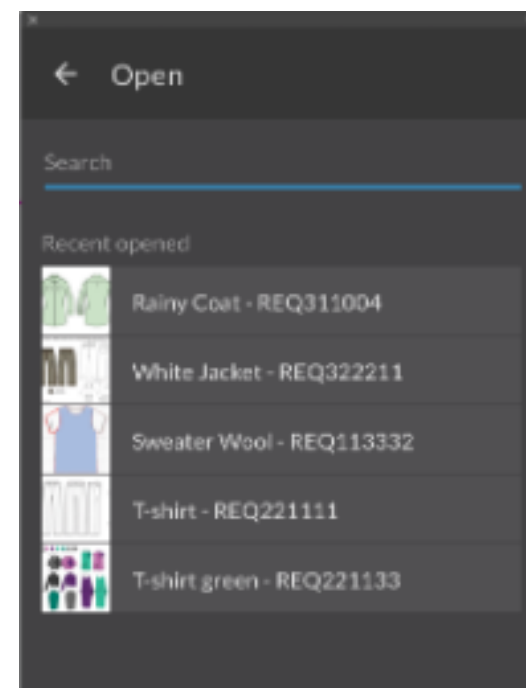 Open
Search
Recent opened
Rainy Coat - REQ311004
White Jacket - REQ322211
Sweater Wool - REQ113332
T-shirt - REQ221111
T-shirt green - REQ221133